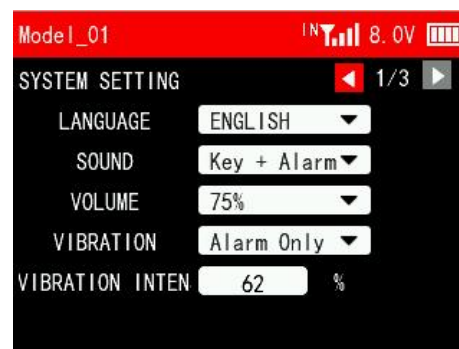 Model_01 IN 8.0V
SYSTEM SETTING 1/3
LANGUAGE ENGLISH
SOUND Key + Alarm
VOLUME 75%
VIBRATION Alarm Only
VIBRATION INTEN 62 %